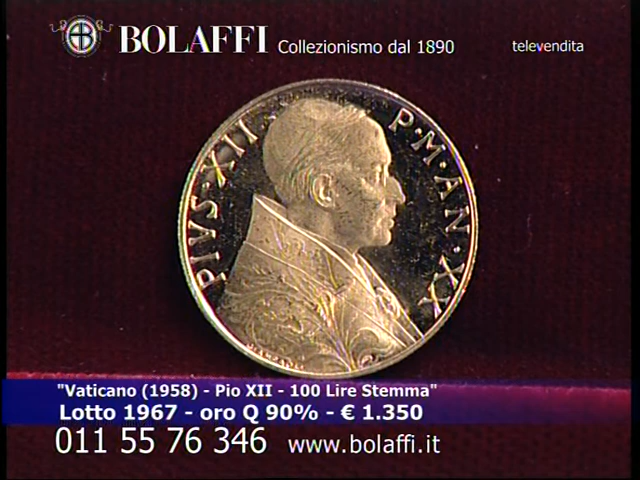 BOLAFFI Collezionismo dal 1890
televendita
PIVS·XII P·M·AN·XX
"Vaticano (1958) - Pio XII - 100 Lire Stemma"
Lotto 1967 - oro Q 90% - € 1.350
011 55 76 346 www.bolaffi.it